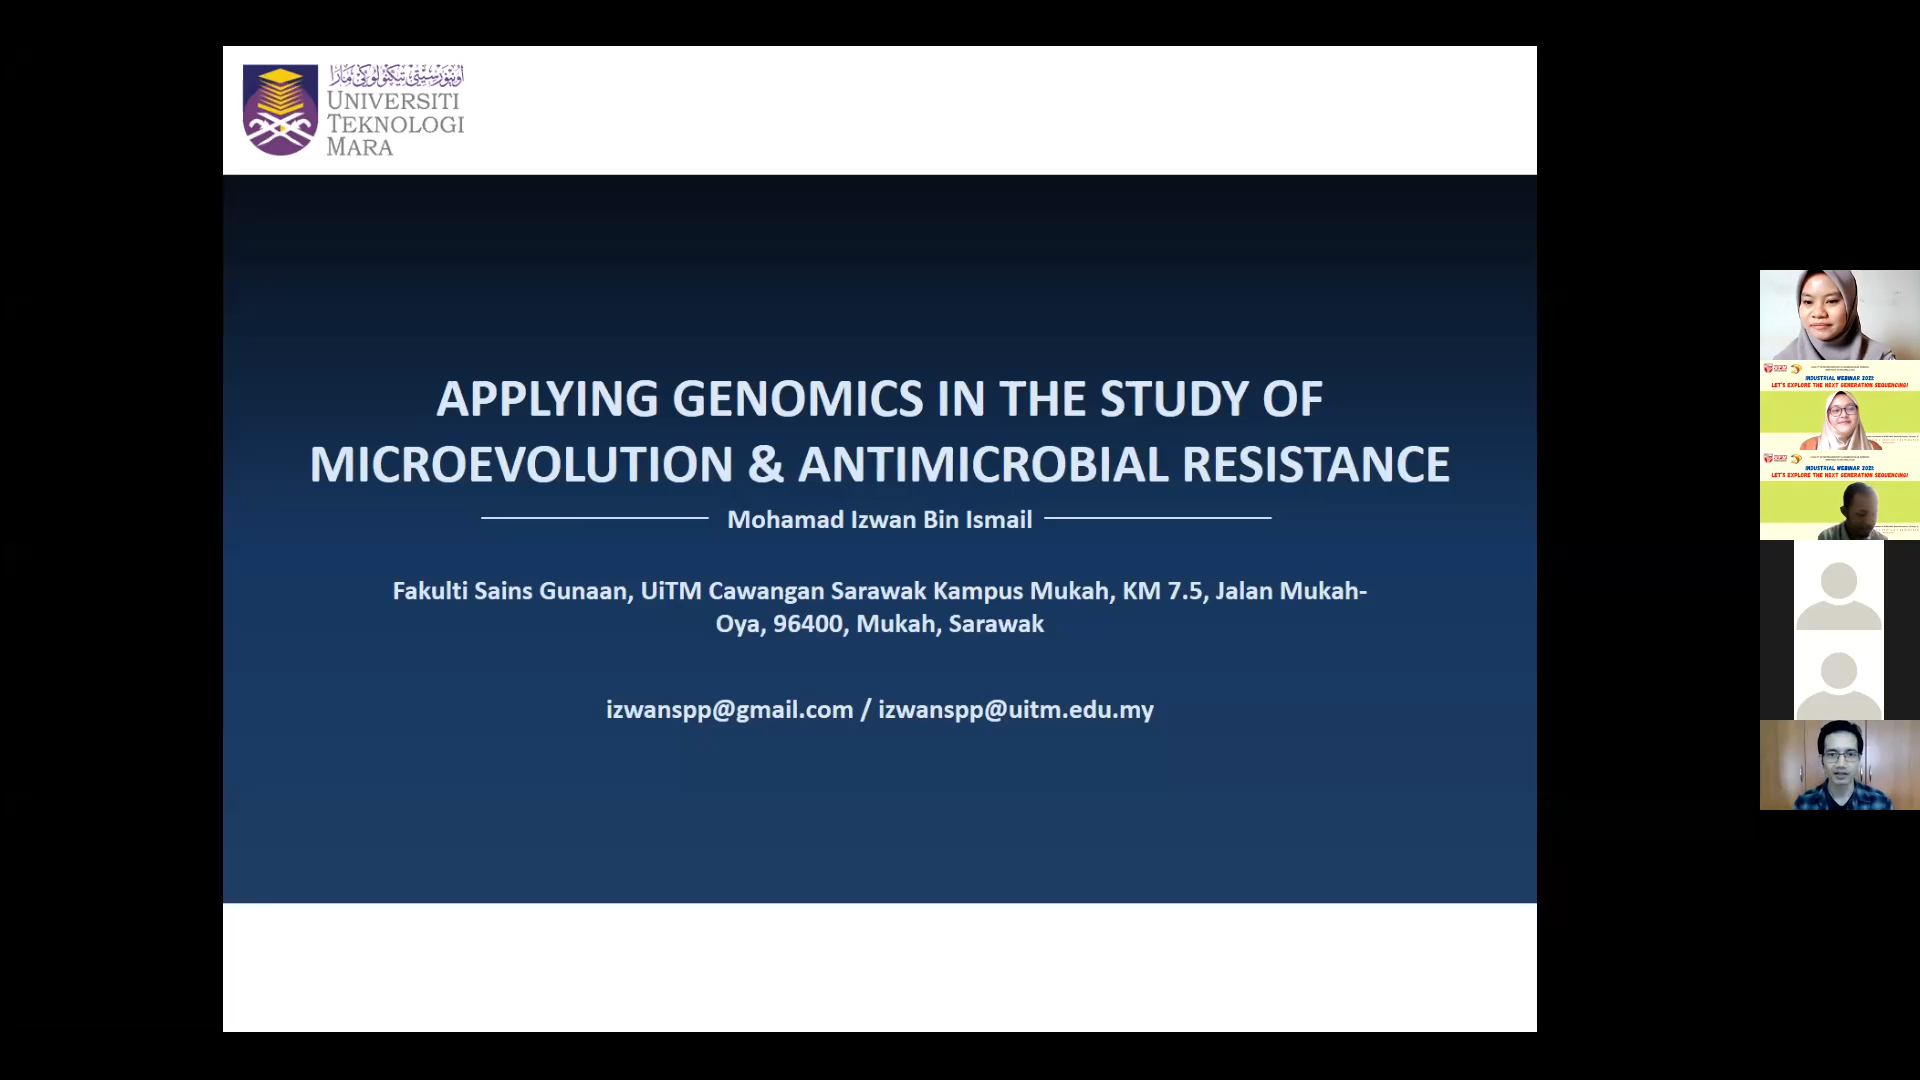 اونيۏرسيتي تيكنولوڬي مارا
UNIVERSITI
TEKNOLOGI
MARA
APPLYING GENOMICS IN THE STUDY OF
MICROEVOLUTION & ANTIMICROBIAL RESISTANCE
Mohamad Izwan Bin Ismail
Fakulti Sains Gunaan, UiTM Cawangan Sarawak Kampus Mukah, KM 7.5, Jalan Mukah-
Oya, 96400, Mukah, Sarawak
izwanspp@gmail.com / izwanspp@uitm.edu.my
INDUSTRIAL WEBINAR 2021:
LET'S EXPLORE THE NEXT GENERATION SEQUENCING!
INDUSTRIAL WEBINAR 2021:
LET'S EXPLORE THE NEXT GENERATION SEQUENCING!